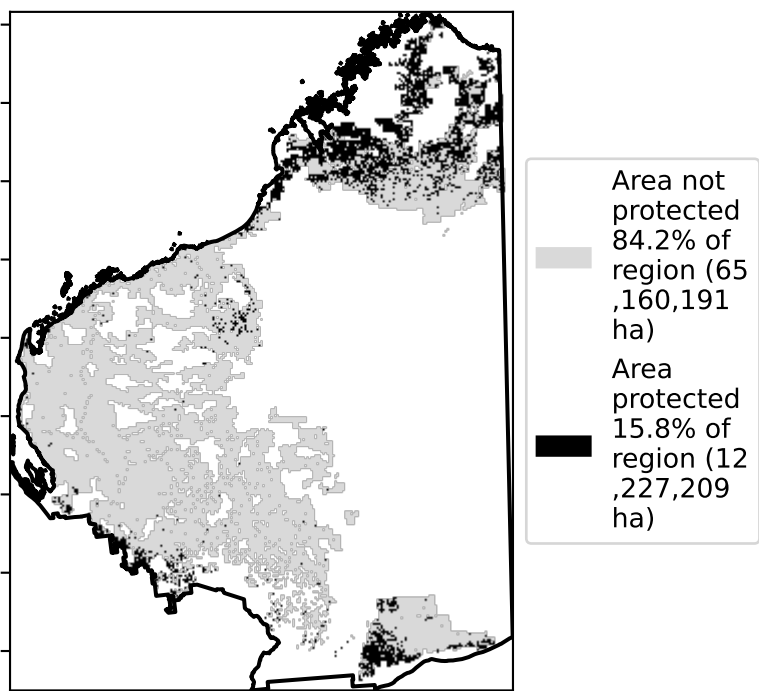 Area not
protected
84.2% of
region (65
,160,191
ha)
Area
protected
15.8% of
region (12
,227,209
ha)